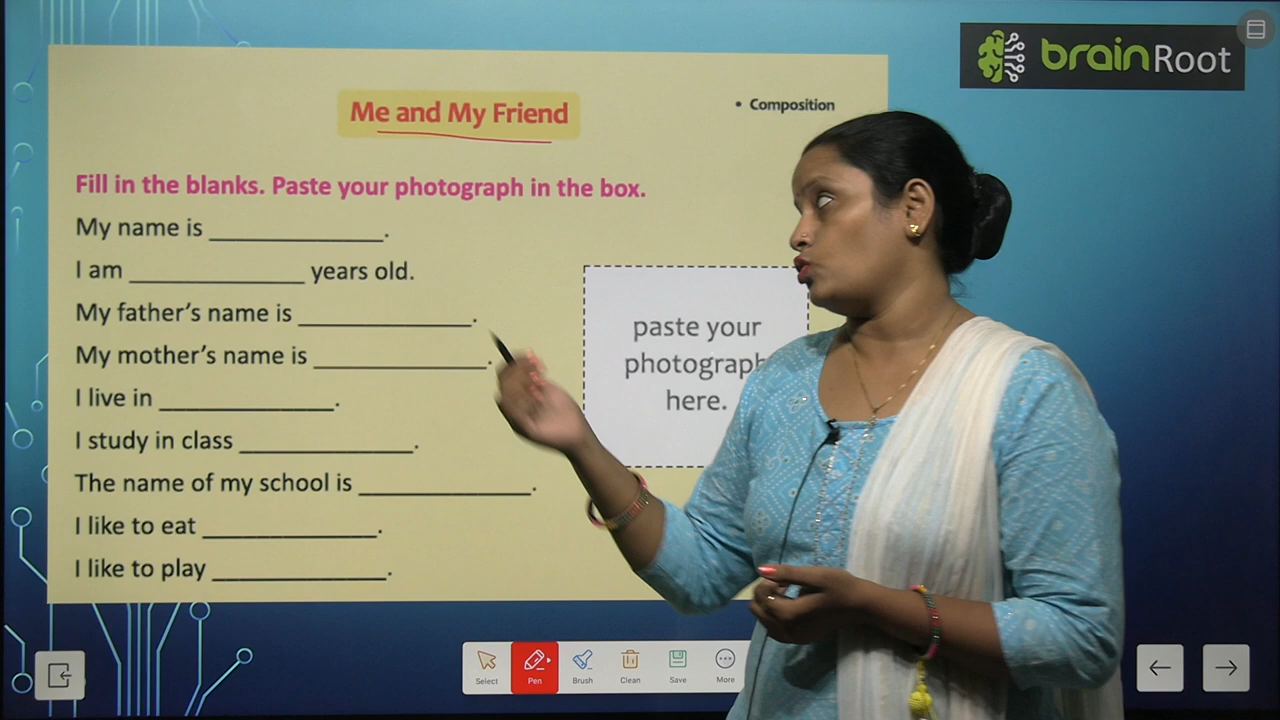 brainRoot
Me and My Friend
• Composition
Fill in the blanks. Paste your photograph in the box.
My name is ______________.
I am ______________ years old.
My father's name is ______________.
My mother's name is ______________.
I live in ______________.
I study in class ______________.
The name of my school is ______________.
I like to eat ______________.
I like to play ______________.
paste your
photograph
here.
Select
Pen
Brush
Clean
Save
More